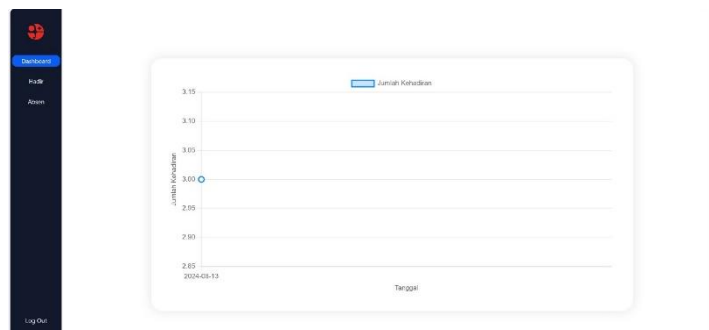 Dashboard
Hadir
Absen
Log Out
Jumlah Kehadiran
3.15
3.10
3.05
3.00
2.95
2.90
2.85
Jumlah Kehadiran
2024-08-13
Tanggal